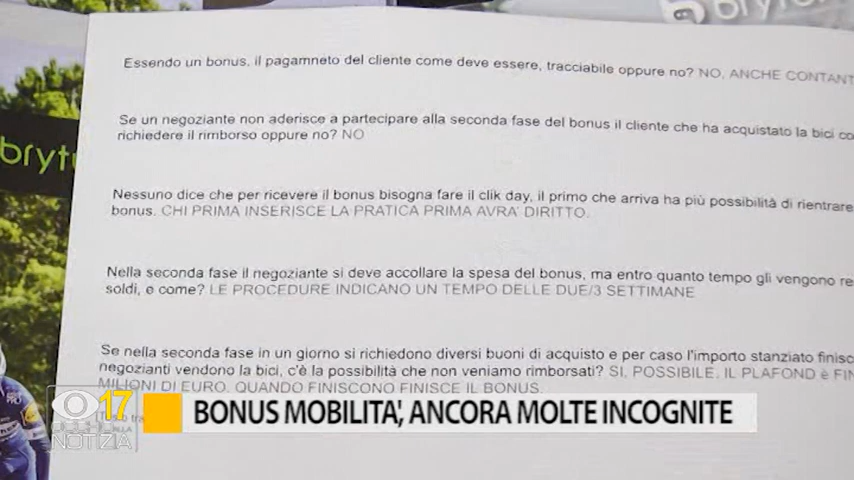 bryton
Essendo un bonus, il pagamneto del cliente come deve essere, tracciabile oppure no? NO, ANCHE CONTANT
Se un negoziante non aderisce a partecipare alla seconda fase del bonus il cliente che ha acquistato la bici co
richiedere il rimborso oppure no? NO
bryt
Nessuno dice che per ricevere il bonus bisogna fare il clik day, il primo che arriva ha più possibilità di rientrare
bonus. CHI PRIMA INSERISCE LA PRATICA PRIMA AVRA' DIRITTO.
Nella seconda fase il negoziante si deve accollare la spesa del bonus, ma entro quanto tempo gli vengono re
soldi, e come? LE PROCEDURE INDICANO UN TEMPO DELLE DUE/3 SETTIMANE
Se nella seconda fase in un giorno si richiedono diversi buoni di acquisto e per caso l'importo stanziato finisc
negozianti vendono la bici, c'è la possibilità che non veniamo rimborsati? SI, POSSIBILE, IL PLAFOND è FIN
MILIONI DI EURO. QUANDO FINISCONO FINISCE IL BONUS.
17
NOTIZIA
BONUS MOBILITA', ANCORA MOLTE INCOGNITE